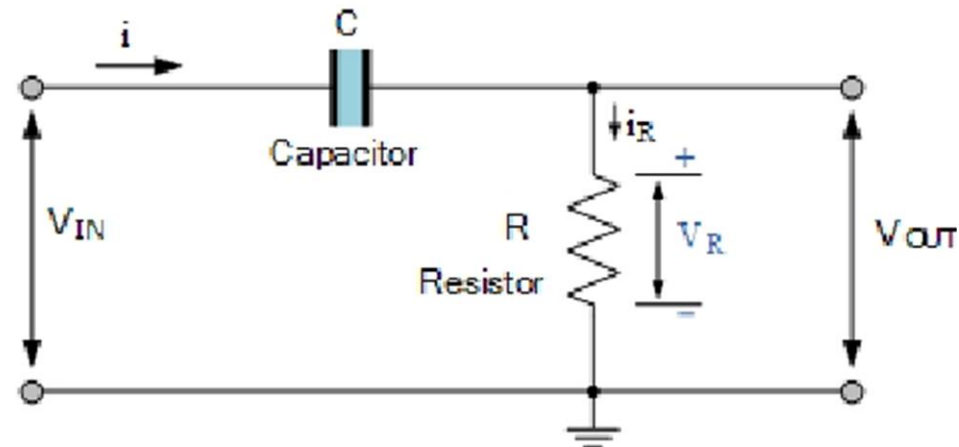 C
i
Capacitor
iR
+
VIN
R
VR
VOUT
Resistor
–